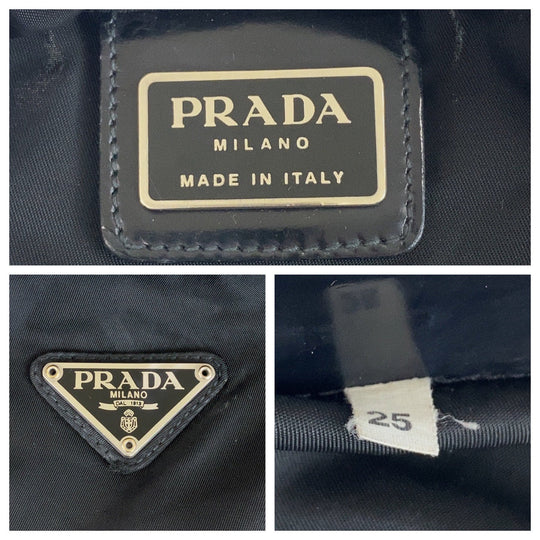 PRADA
MILANO
MADE IN ITALY
PRADA
MILANO
DAL 1913
25